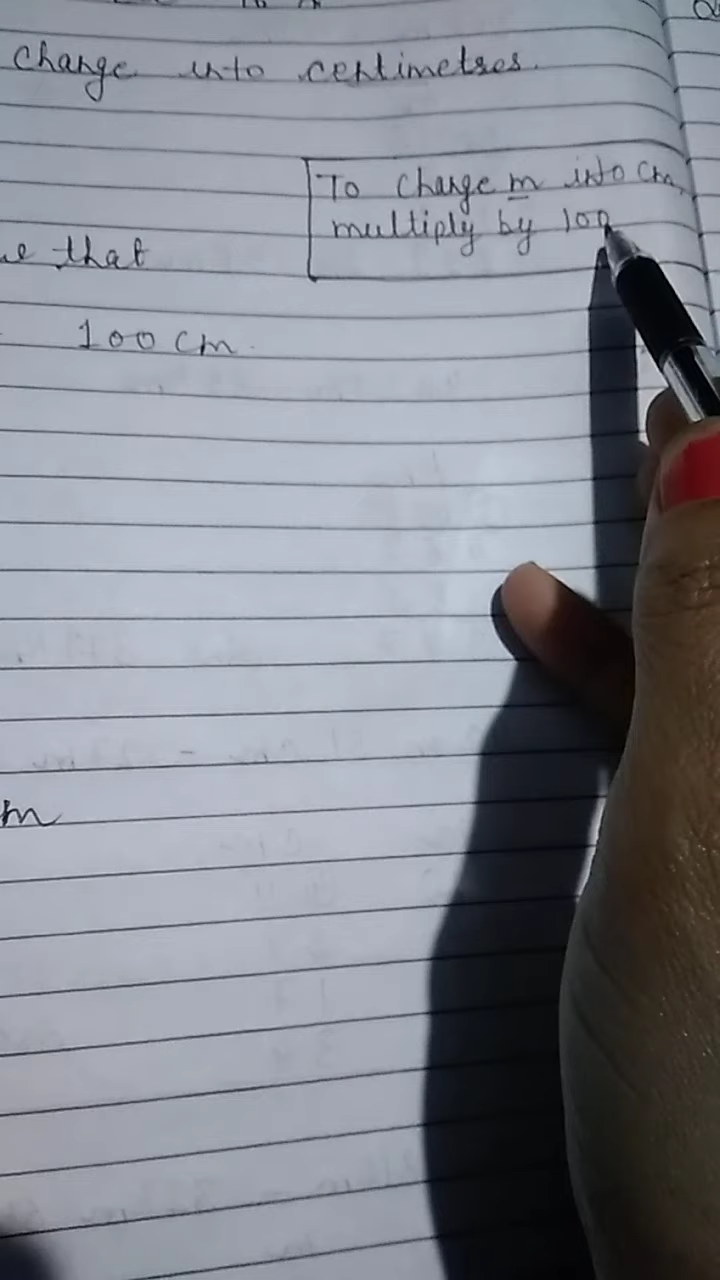 change into centimetres.
To change m into cm,
multiply by 100
that
100 cm.
m